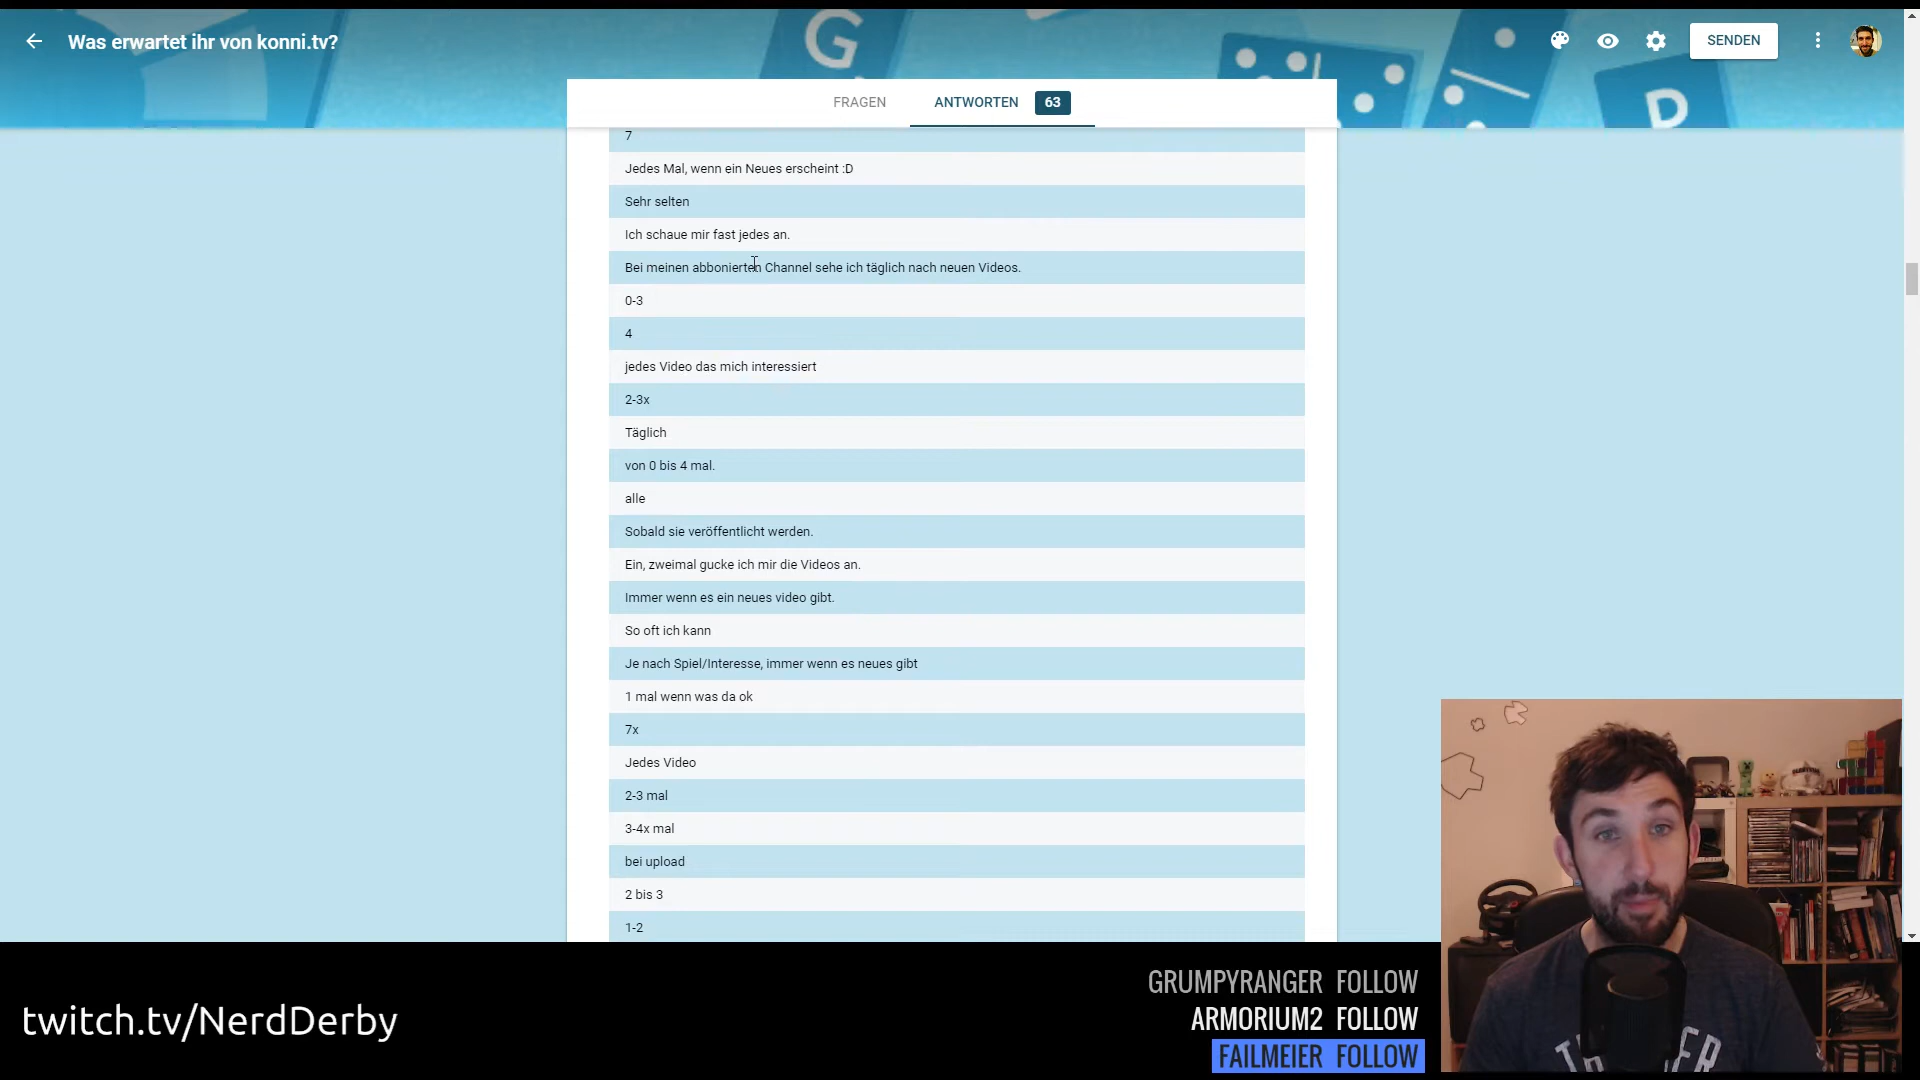 G
D
Was erwartet ihr von konni.tv?
SENDEN
FRAGEN
ANTWORTEN 63
7
Jedes Mal, wenn ein Neues erscheint :D
Sehr selten
Ich schaue mir fast jedes an.
Bei meinen abbonierten Channel sehe ich täglich nach neuen Videos.
0-3
4
jedes Video das mich interessiert
2-3x
Täglich
von 0 bis 4 mal.
alle
Sobald sie veröffentlicht werden.
Ein, zweimal gucke ich mir die Videos an.
Immer wenn es ein neues video gibt.
So oft ich kann
Je nach Spiel/Interesse, immer wenn es neues gibt
1 mal wenn was da ok
7x
Jedes Video
2-3 mal
3-4x mal
bei upload
2 bis 3
1-2
twitch.tv/NerdDerby
GRUMPYRANGER FOLLOW
ARMORIUM2 FOLLOW
FAILMEIER FOLLOW